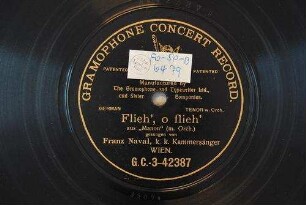 GRAMOPHONE CONCERT RECORD.
PATENTED
PATENTED
Manufactured by
The Gramophone and Typewriter Ltd.,
and Sister Companies.
GERMAN
TENOR m. Orch.
Flieh', o flieh'
aus „Manon" (m. Orch.)
gesungen von
Franz Naval, k. k. Kammersänger
WIEN.
G.C.-3-42387